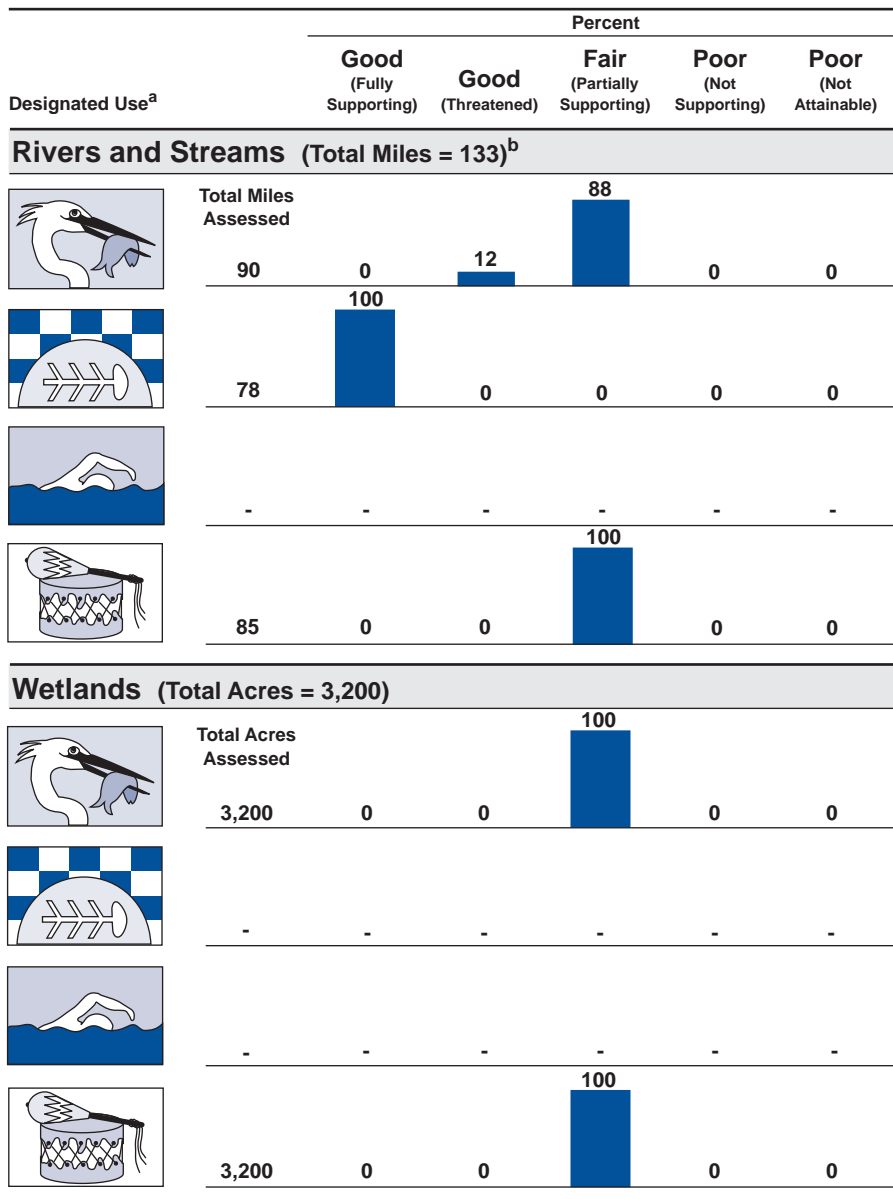 Percent
Designated Use^a
Good (Fully Supporting)
Good (Threatened)
Fair (Partially Supporting)
Poor (Not Supporting)
Poor (Not Attainable)
Rivers and Streams (Total Miles = 133)^b
Total Miles Assessed
88
12
90 0 0 0
100
78 0 0 0 0
- - - - - -
100
85 0 0 0 0
Wetlands (Total Acres = 3,200)
Total Acres Assessed
100
3,200 0 0 0 0
- - - - - -
- - - - - -
100
3,200 0 0 0 0